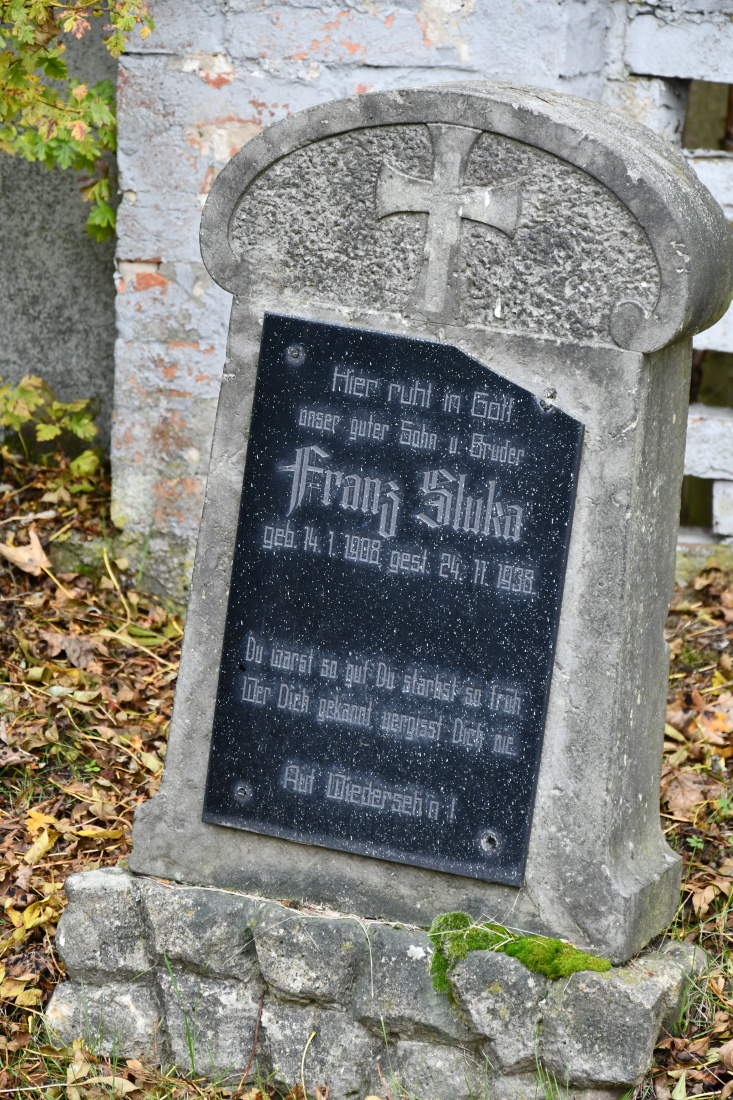 Hier ruht in Gott
unser guter Sohn u. Bruder
Franz Sluka
geb. 14. 1. 1908, gest. 24. 11. 1938.
Du warst so gut Du starbst so früh
Wer Dich gekannt vergisst Dich nie.
Auf Wiederseh'n!